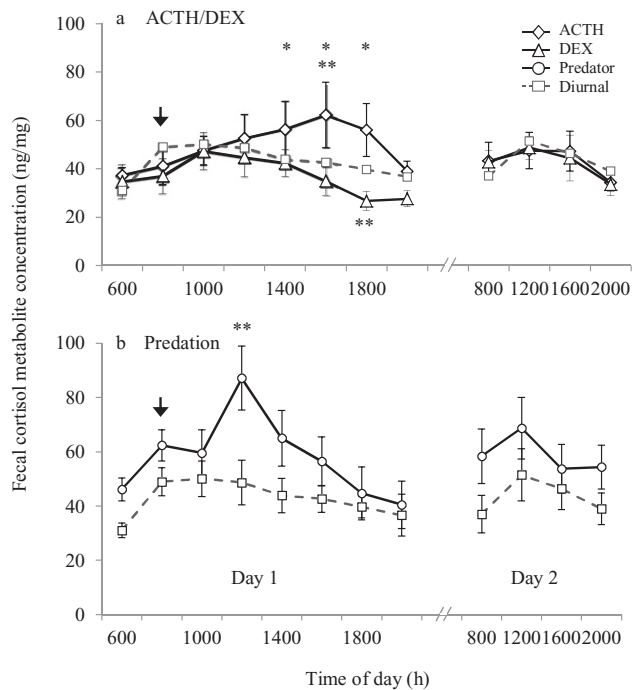 a ACTH/DEX
ACTH
DEX
Predator
Diurnal
* * *
**
**
100
80
60
40
20
0
600 1000 1400 1800 800 1200 1600 2000
Fecal cortisol metabolite concentration (ng/mg)
b Predation
**
100
80
60
40
20
0
Day 1 Day 2
600 1000 1400 1800 800 1200 1600 2000
Time of day (h)